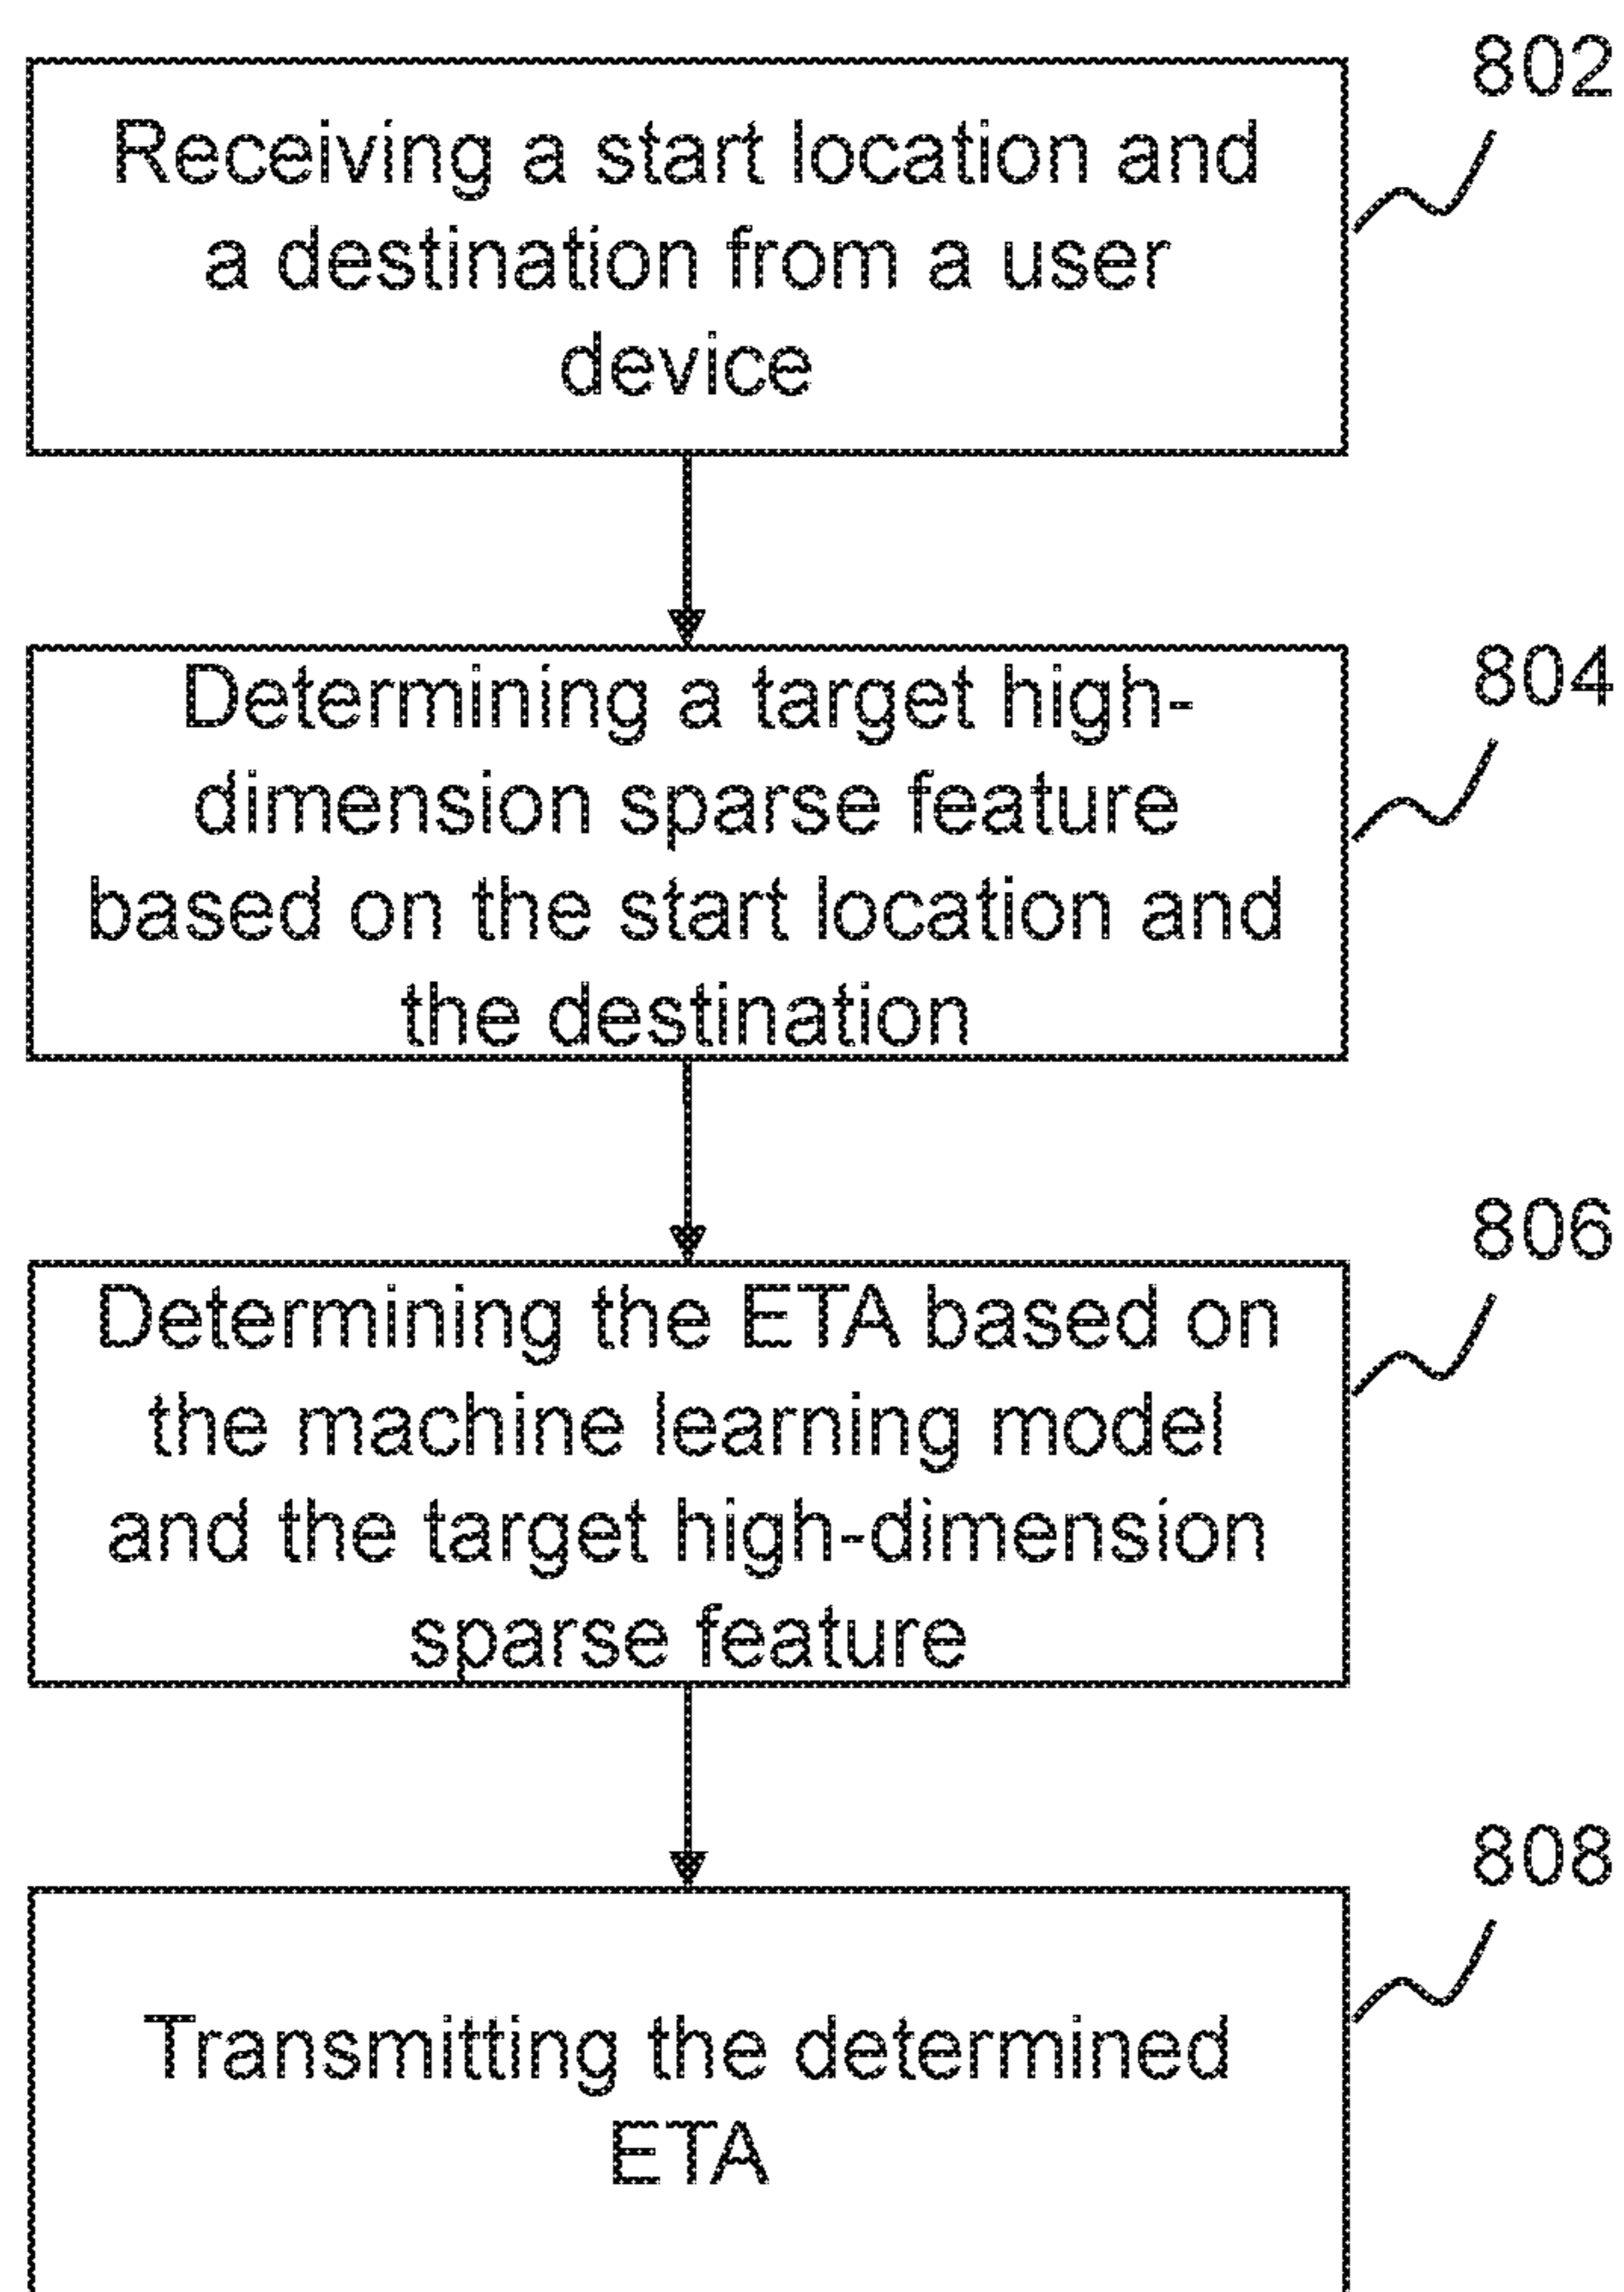 802
Receiving a start location and
a destination from a user
device
804
Determining a target high-
dimension sparse feature
based on the start location and
the destination
806
Determining the ETA based on
the machine learning model
and the target high-dimension
sparse feature
808
Transmitting the determined
ETA